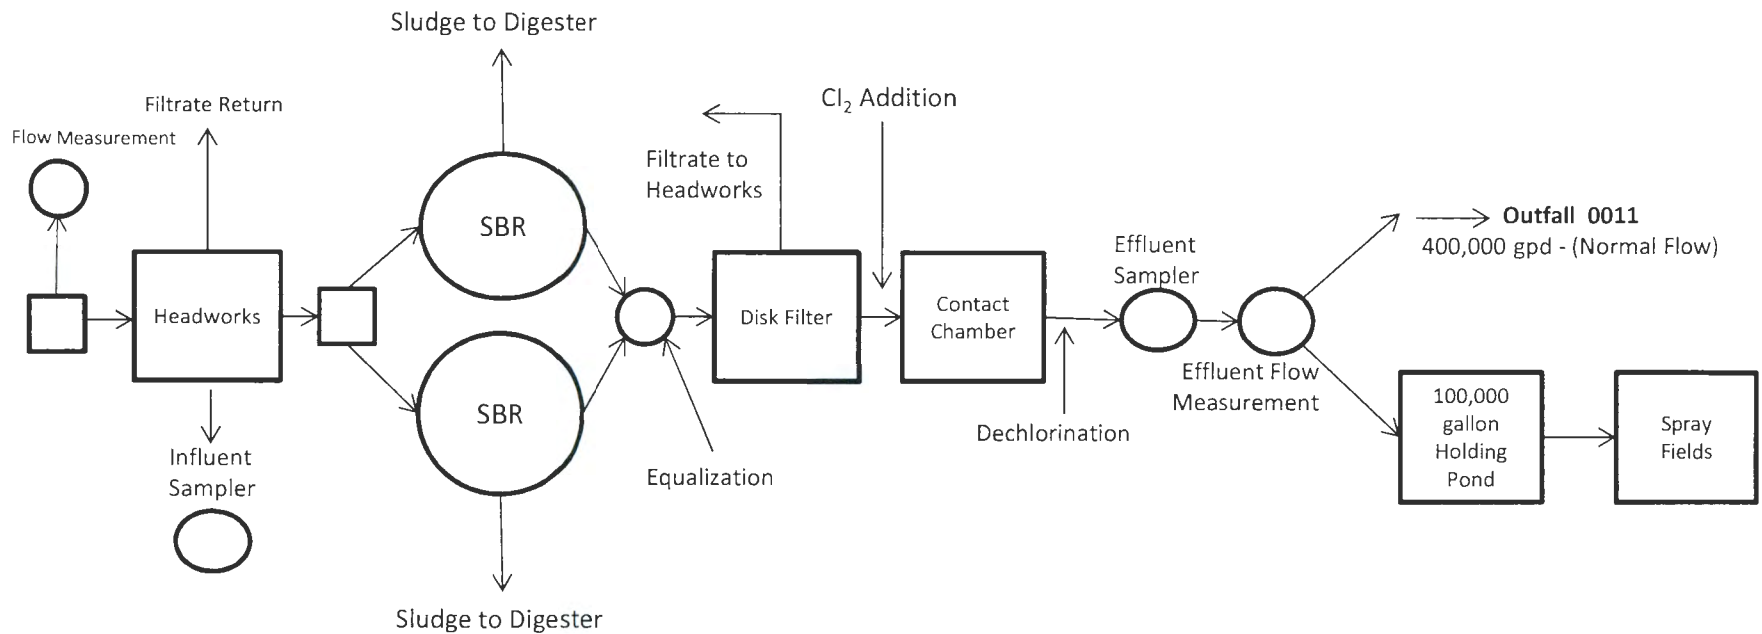 Sludge to Digester
Filtrate Return
Flow Measurement
Cl₂ Addition
Filtrate to
Headworks
SBR
Headworks
Disk Filter
Contact
Chamber
Effluent
Sampler
Outfall 0011
400,000 gpd - (Normal Flow)
Effluent Flow
Measurement
SBR
Influent
Sampler
Equalization
Dechlorination
100,000
gallon
Holding
Pond
Spray
Fields
Sludge to Digester